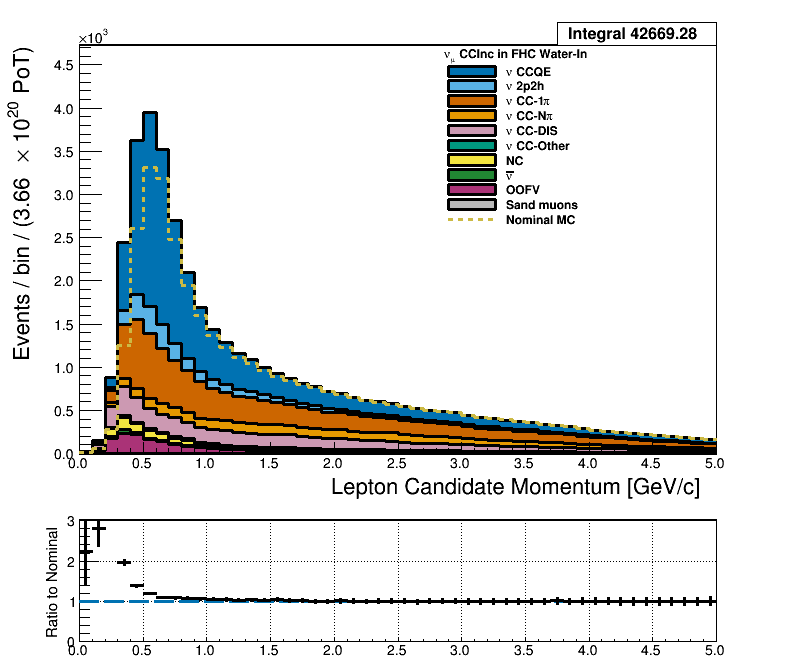 Integral 42669.28
×10³
ν_μ CCInc in FHC Water-In
ν CCQE
ν 2p2h
ν CC-1π
ν CC-Nπ
ν CC-DIS
ν CC-Other
NC
ν̅
OOFV
Sand muons
Nominal MC
Events / bin / (3.66 × 10²⁰ PoT)
4.5
4.0
3.5
3.0
2.5
2.0
1.5
1.0
0.5
0.0
0.0 0.5 1.0 1.5 2.0 2.5 3.0 3.5 4.0 4.5 5.0
Lepton Candidate Momentum [GeV/c]
Ratio to Nominal
3
2
1
0
0.0 0.5 1.0 1.5 2.0 2.5 3.0 3.5 4.0 4.5 5.0